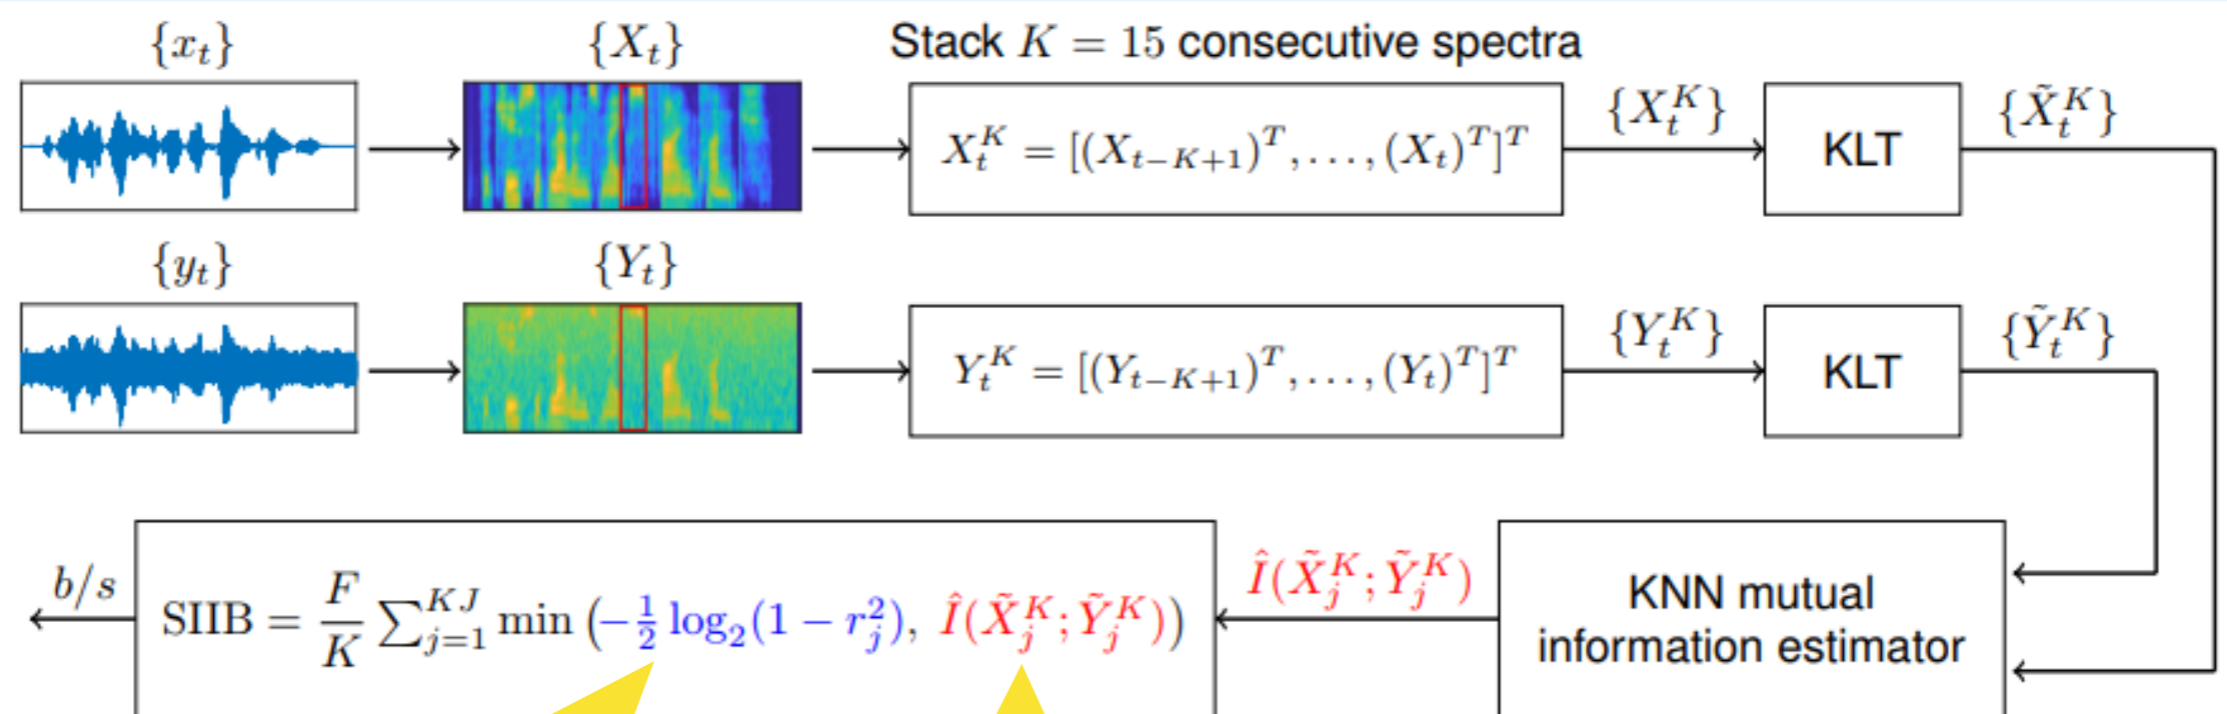 {x_t} {X_t} Stack K = 15 consecutive spectra
X_t^K = [(X_{t−K+1})^T, . . . , (X_t)^T]^T {X_t^K} KLT {X̃_t^K}
{y_t} {Y_t}
Y_t^K = [(Y_{t−K+1})^T, . . . , (Y_t)^T]^T {Y_t^K} KLT {Ỹ_t^K}
b/s SIIB = F/K ∑_{j=1}^{KJ} min (−1/2 log_2(1 − r_j^2), Î(X̃_j^K; Ỹ_j^K)) Î(X̃_j^K; Ỹ_j^K)
KNN mutual
information estimator